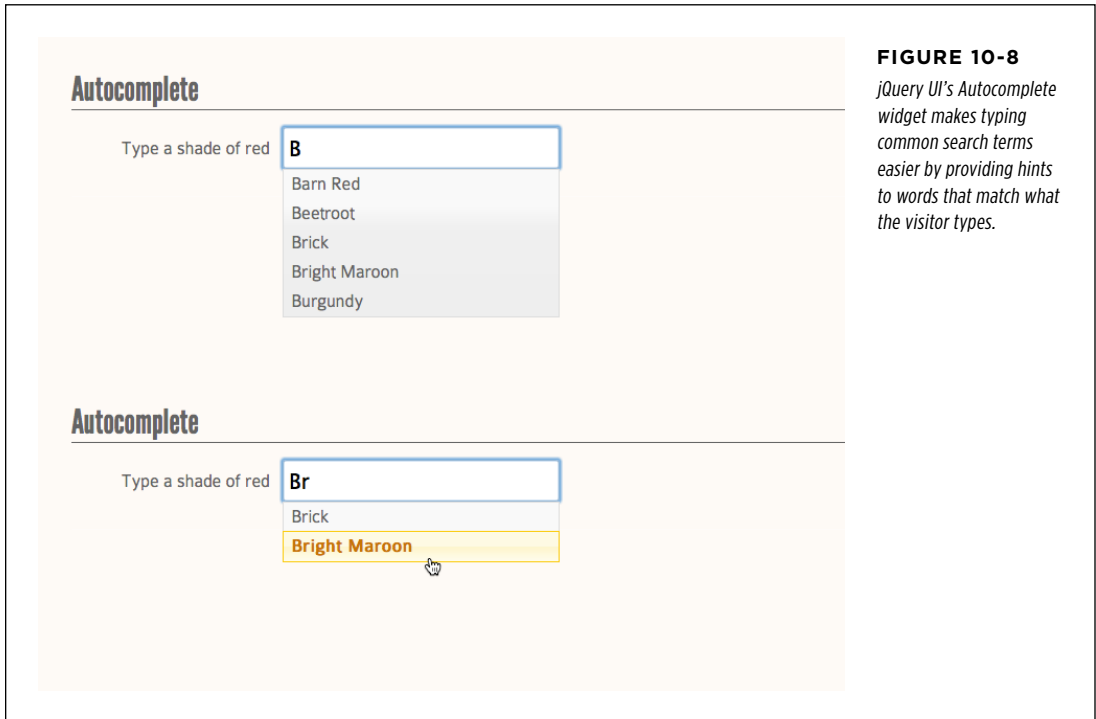 Autocomplete
Type a shade of red B
Barn Red
Beetroot
Brick
Bright Maroon
Burgundy
Autocomplete
Type a shade of red Br
Brick
Bright Maroon
FIGURE 10-8
jQuery UI's Autocomplete
widget makes typing
common search terms
easier by providing hints
to words that match what
the visitor types.